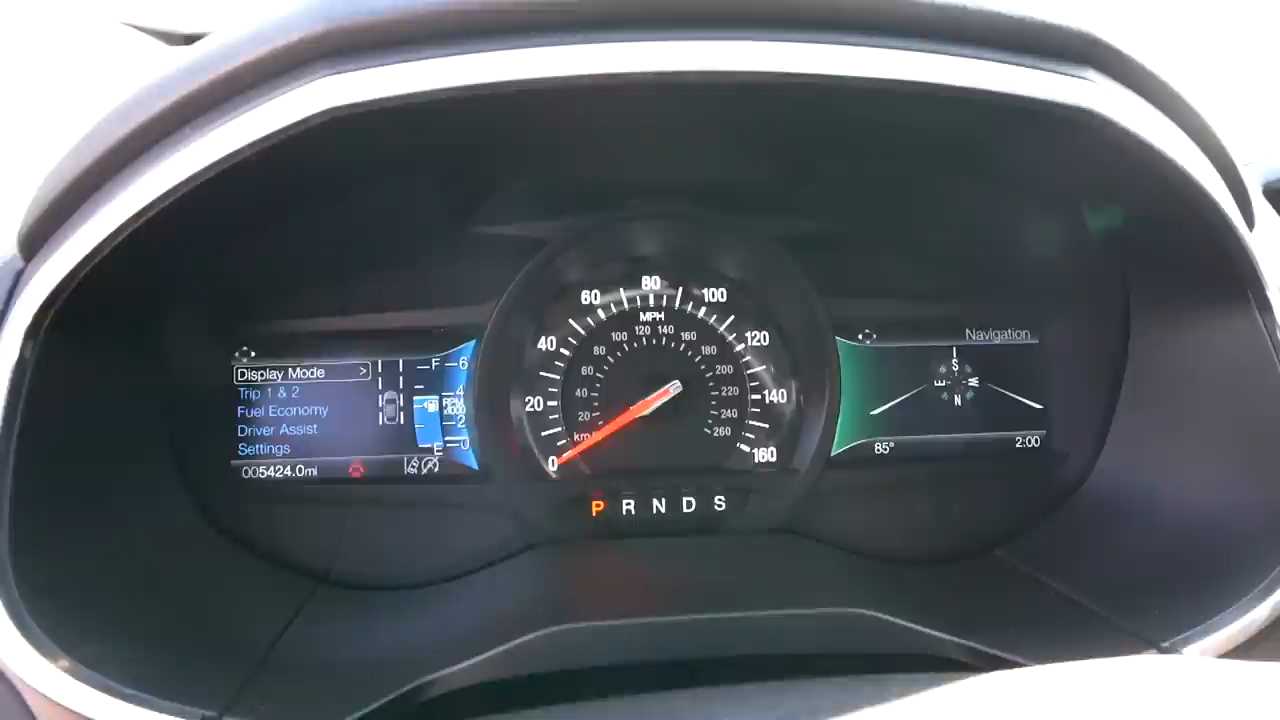 Display Mode >
Trip 1 & 2
Fuel Economy
Driver Assist
Settings
005424.0mi
F
E
6
4
2
0
RPM
x1000
0
20
40
60
80
100
120
140
160
MPH
20
40
60
80
100
120
140
160
180
200
220
240
260
P R N D S
Navigation
S
E
W
N
85°
2:00